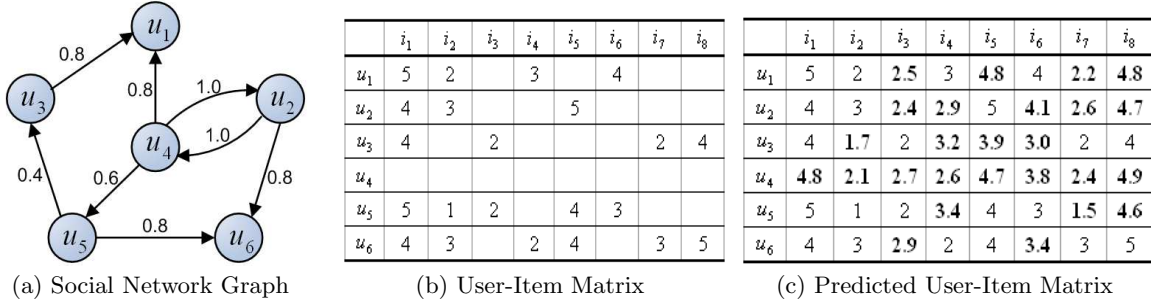 u1
u3
u4
u2
u5
u6
0.8
0.8
1.0
1.0
0.4
0.6
0.8
0.8
(a) Social Network Graph
i1 i2 i3 i4 i5 i6 i7 i8
u1 5 2 3 4
u2 4 3 5
u3 4 2 2 4
u4
u5 5 1 2 4 3
u6 4 3 2 4 3 5
(b) User-Item Matrix
i1 i2 i3 i4 i5 i6 i7 i8
u1 5 2 2.5 3 4.8 4 2.2 4.8
u2 4 3 2.4 2.9 5 4.1 2.6 4.7
u3 4 1.7 2 3.2 3.9 3.0 2 4
u4 4.8 2.1 2.7 2.6 4.7 3.8 2.4 4.9
u5 5 1 2 3.4 4 3 1.5 4.6
u6 4 3 2.9 2 4 3.4 3 5
(c) Predicted User-Item Matrix